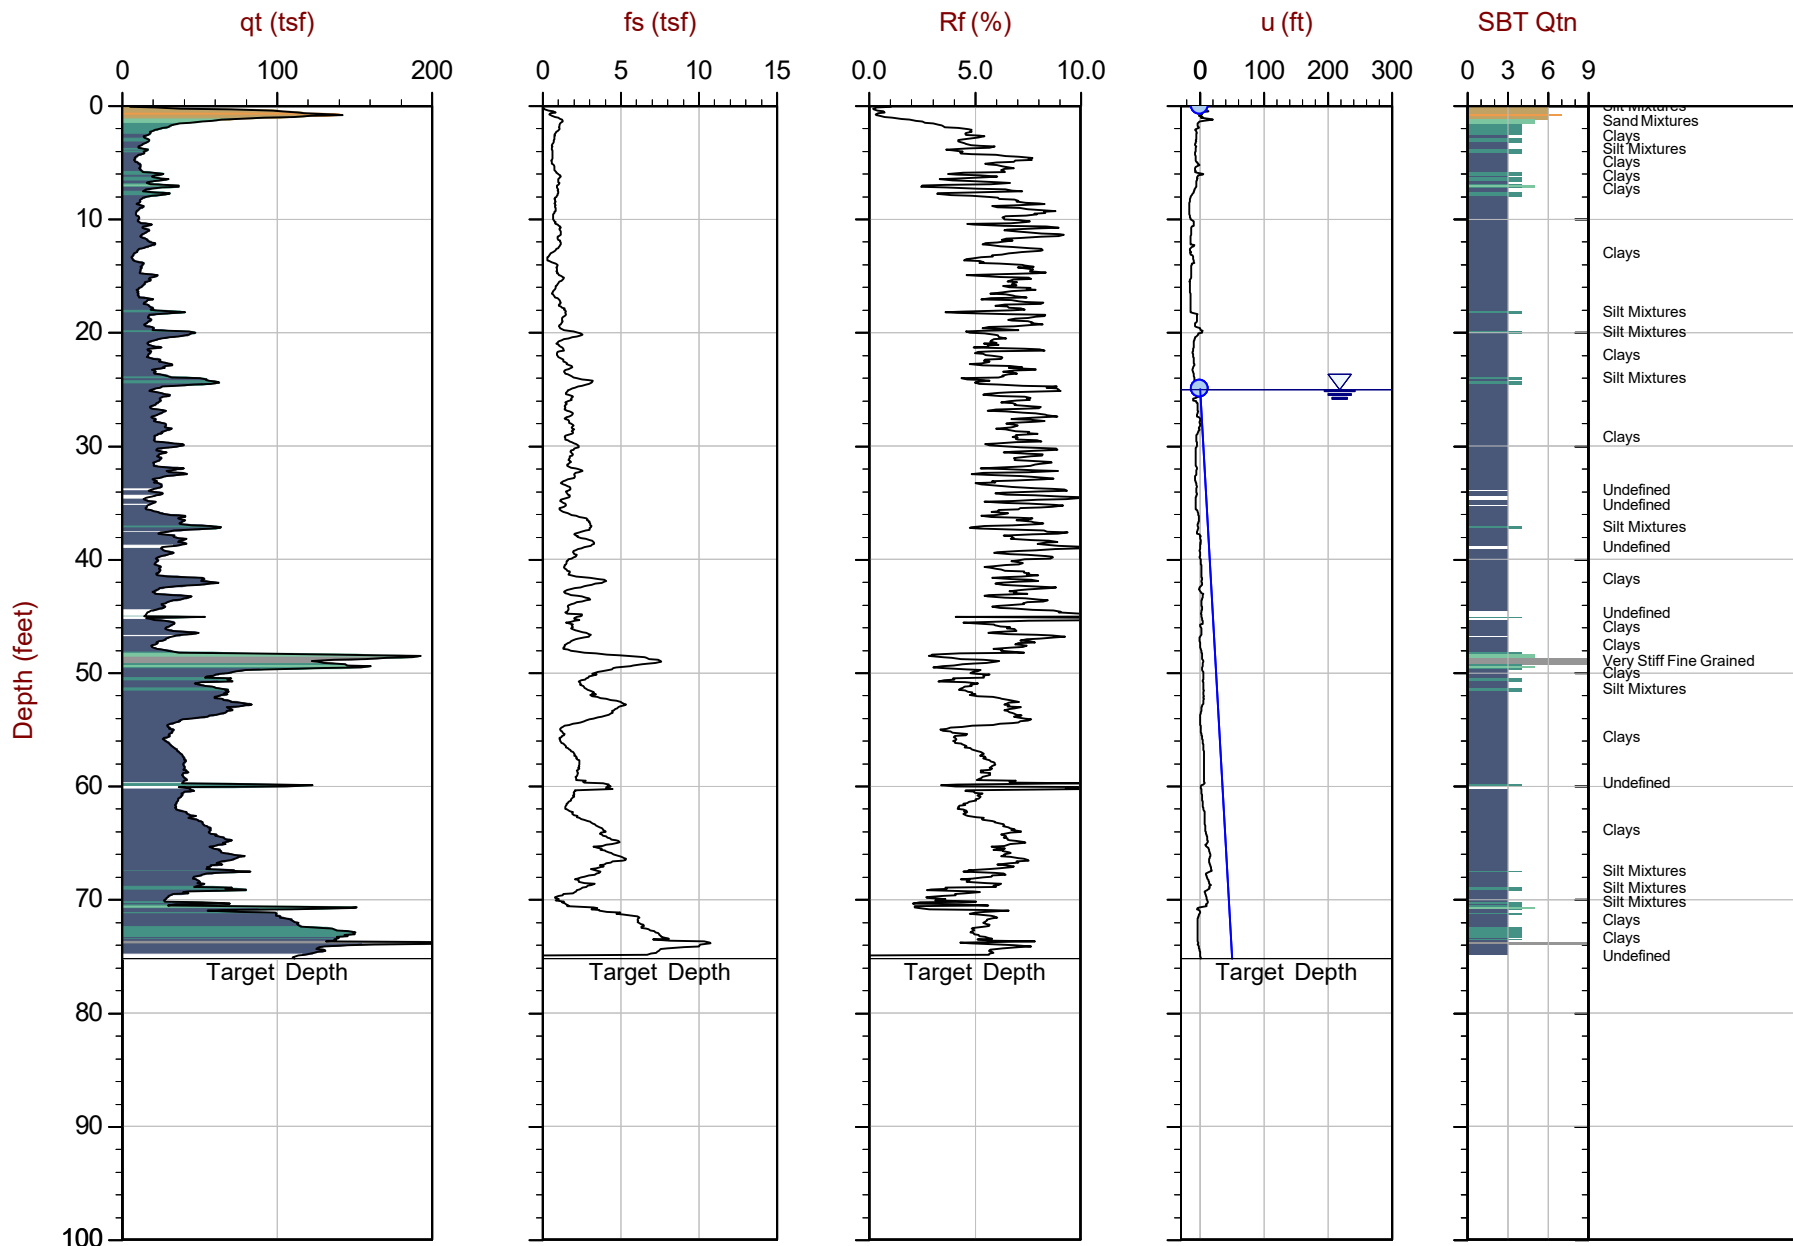 qt (tsf) fs (tsf) Rf (%) u (ft) SBT Qtn
0 100 200 0 5 10 15 0.0 5.0 10.0 0 100 200 300 0 3 6 9
0
Silt Mixtures
Sand Mixtures
Clays
Silt Mixtures
Clays
Clays
Clays
10
Clays
Silt Mixtures
20
Silt Mixtures
Clays
Silt Mixtures
Clays
30
Undefined
Undefined
Silt Mixtures
Undefined
40
Clays
Undefined
Clays
Clays
Very Stiff Fine Grained
50
Clays
Silt Mixtures
Depth (feet)
Clays
Undefined
60
Clays
Silt Mixtures
Silt Mixtures
70
Silt Mixtures
Clays
Clays
Undefined
Target Depth Target Depth Target Depth Target Depth
80
90
100